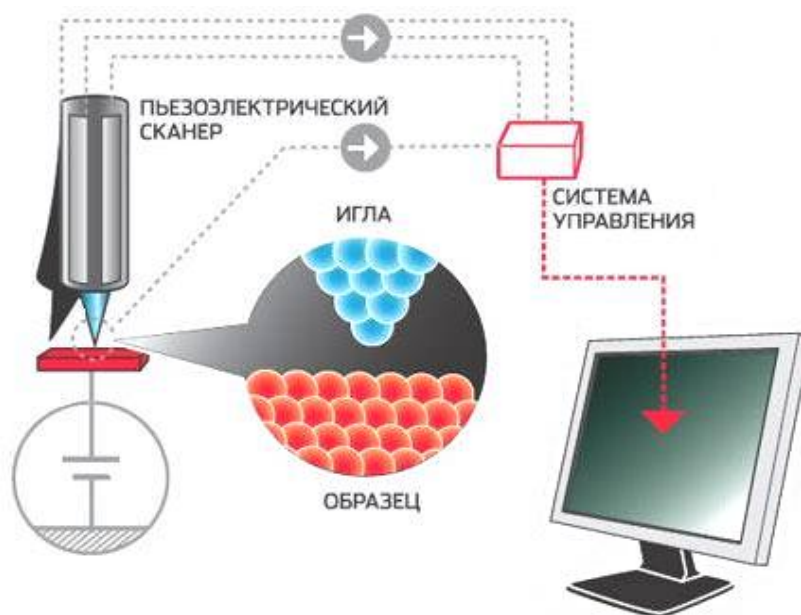 ПЬЕЗОЭЛЕКТРИЧЕСКИЙ
СКАНЕР
СИСТЕМА
УПРАВЛЕНИЯ
ИГЛА
ОБРАЗЕЦ